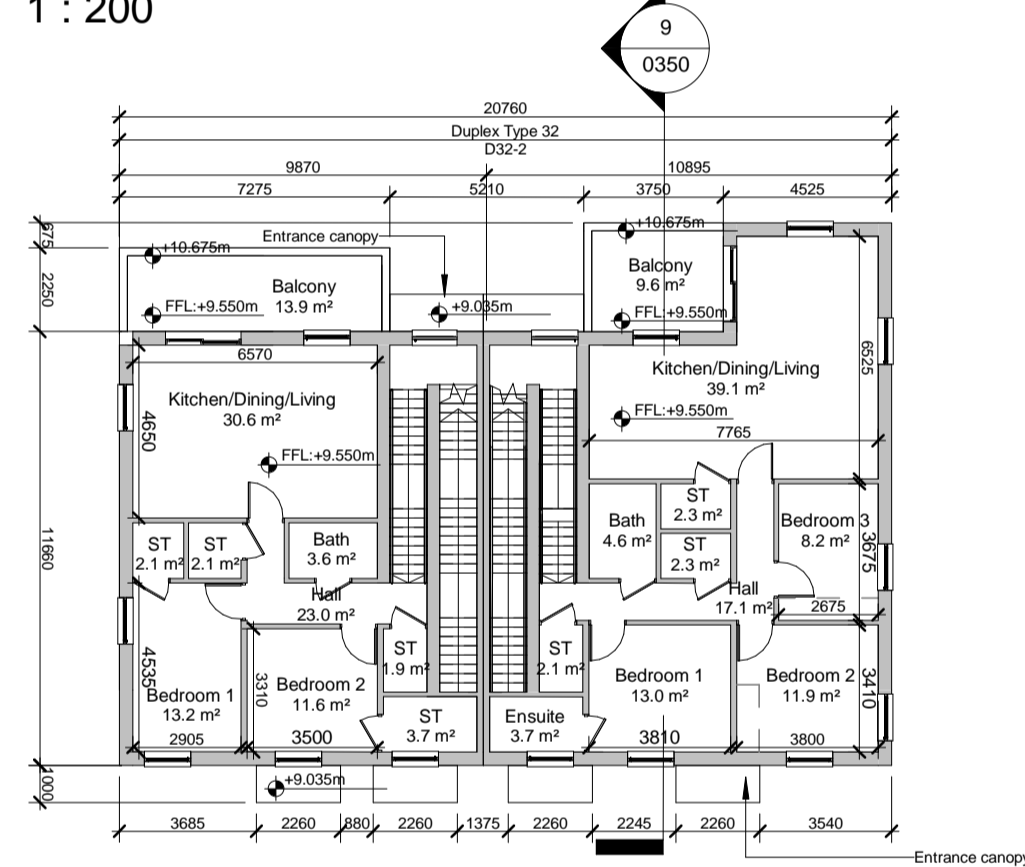 1 : 200
9
0350
20760
Duplex Type 32
D32-2
9870
10895
7275
5210
3750
4525
675
2250
11660
1000
+10.675m
Entrance canopy
Balcony
13.9 m²
FFL:+9.550m
+9.035m
+10.675m
Balcony
9.6 m²
FFL:+9.550m
6570
Kitchen/Dining/Living
30.6 m²
4650
FFL:+9.550m
Kitchen/Dining/Living
39.1 m²
FFL:+9.550m
7765
6525
ST
2.1 m²
ST
2.1 m²
Bath
3.6 m²
Hall
23.0 m²
Bath
4.6 m²
ST
2.3 m²
ST
2.3 m²
Bedroom 3
8.2 m²
3675
Hall
17.1 m²
2675
4535
Bedroom 1
13.2 m²
2905
3310
Bedroom 2
11.6 m²
3500
ST
1.9 m²
ST
3.7 m²
ST
2.1 m²
Ensuite
3.7 m²
Bedroom 1
13.0 m²
3810
Bedroom 2
11.9 m²
3410
3800
+9.035m
3685
2260
880
2260
1375
2260
2245
2260
3540
Entrance canopy